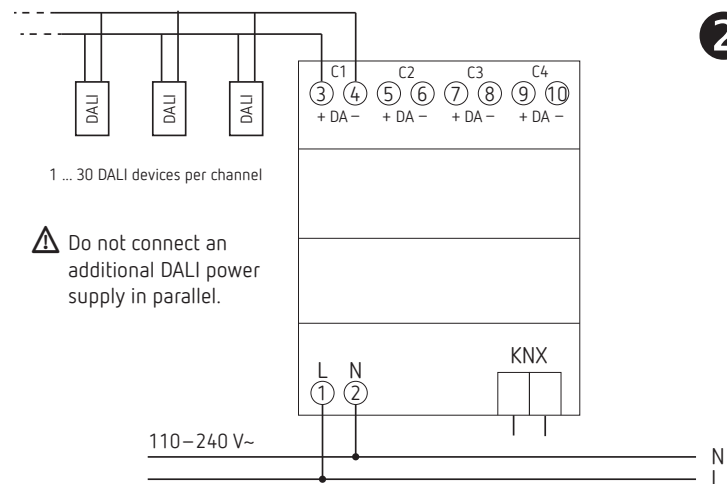 2
C1 C2 C3 C4
3 4 5 6 7 8 9 10
+ DA – + DA – + DA – + DA –
DALI DALI DALI
1 ... 30 DALI devices per channel
Do not connect an
additional DALI power
supply in parallel.
KNX
L N
1 2
110–240 V~
N